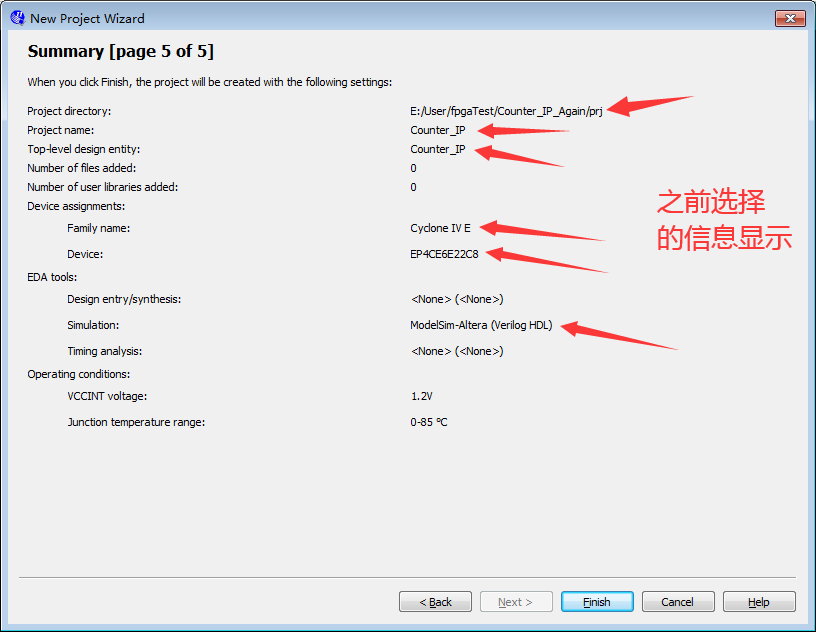 New Project Wizard
Summary [page 5 of 5]
When you click Finish, the project will be created with the following settings:
Project directory: E:/User/fpgaTest/Counter_IP_Again/prj
Project name: Counter_IP
Top-level design entity: Counter_IP
Number of files added: 0
Number of user libraries added: 0
Device assignments:
Family name: Cyclone IV E
Device: EP4CE6E22C8
EDA tools:
Design entry/synthesis: <None> (<None>)
Simulation: ModelSim-Altera (Verilog HDL)
Timing analysis: <None> (<None>)
Operating conditions:
VCCINT voltage: 1.2V
Junction temperature range: 0-85 ºC
之前选择
的信息显示
< Back Next > Finish Cancel Help